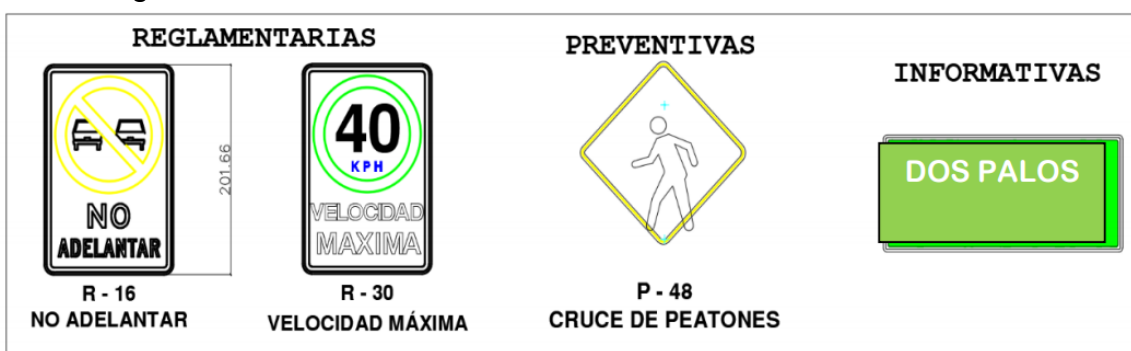 REGLAMENTARIAS
NO
ADELANTAR
201.66
R - 16
NO ADELANTAR
40
KPH
VELOCIDAD
MAXIMA
R - 30
VELOCIDAD MÁXIMA
PREVENTIVAS
P - 48
CRUCE DE PEATONES
INFORMATIVAS
DOS PALOS